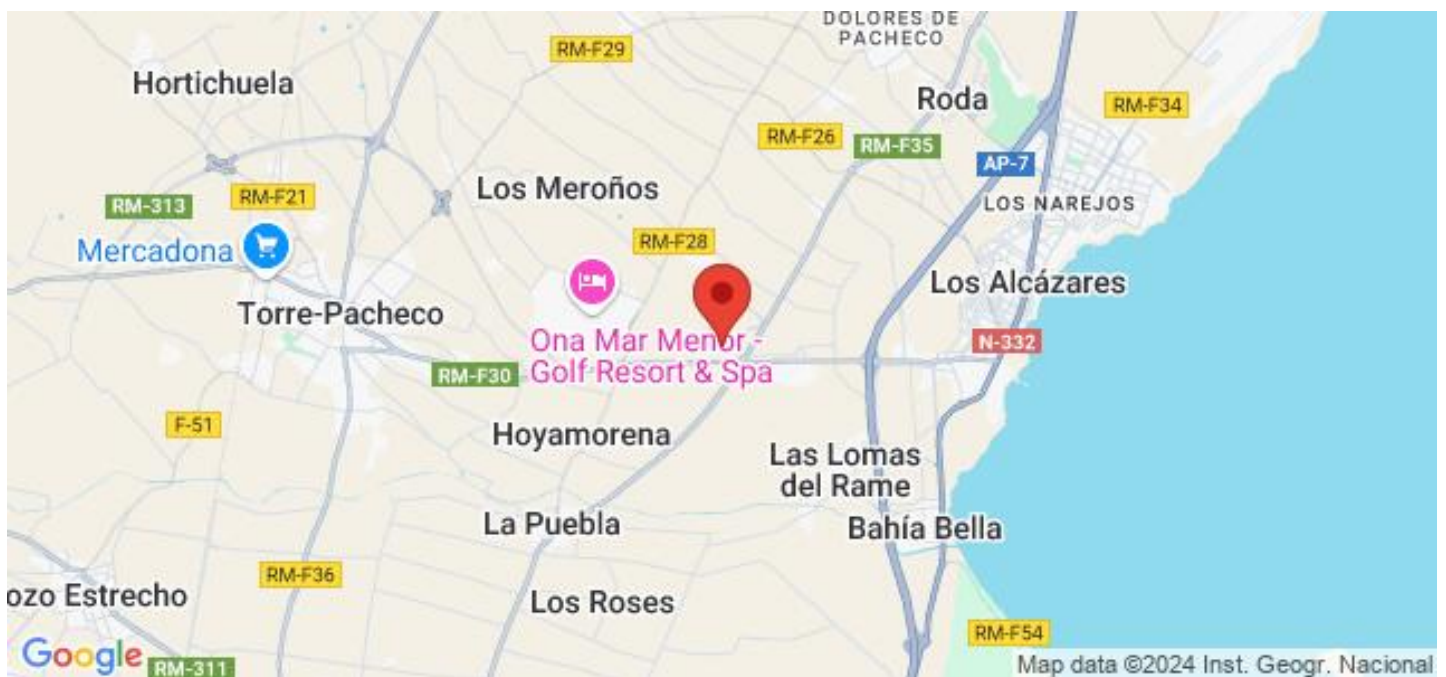 DOLORES DE
PACHECO
RM-F29
Hortichuela
Roda
RM-F34
RM-F26
RM-F35
AP-7
Los Meroños
RM-F21
RM-313
LOS NAREJOS
Mercadona
RM-F28
Los Alcázares
Torre-Pacheco
Ona Mar Menor -
Golf Resort & Spa
N-332
RM-F30
F-51
Hoyamorena
Las Lomas
del Rame
La Puebla
Bahía Bella
RM-F36
ozo Estrecho
Los Roses
RM-F54
Google
RM-311
Map data ©2024 Inst. Geogr. Nacional